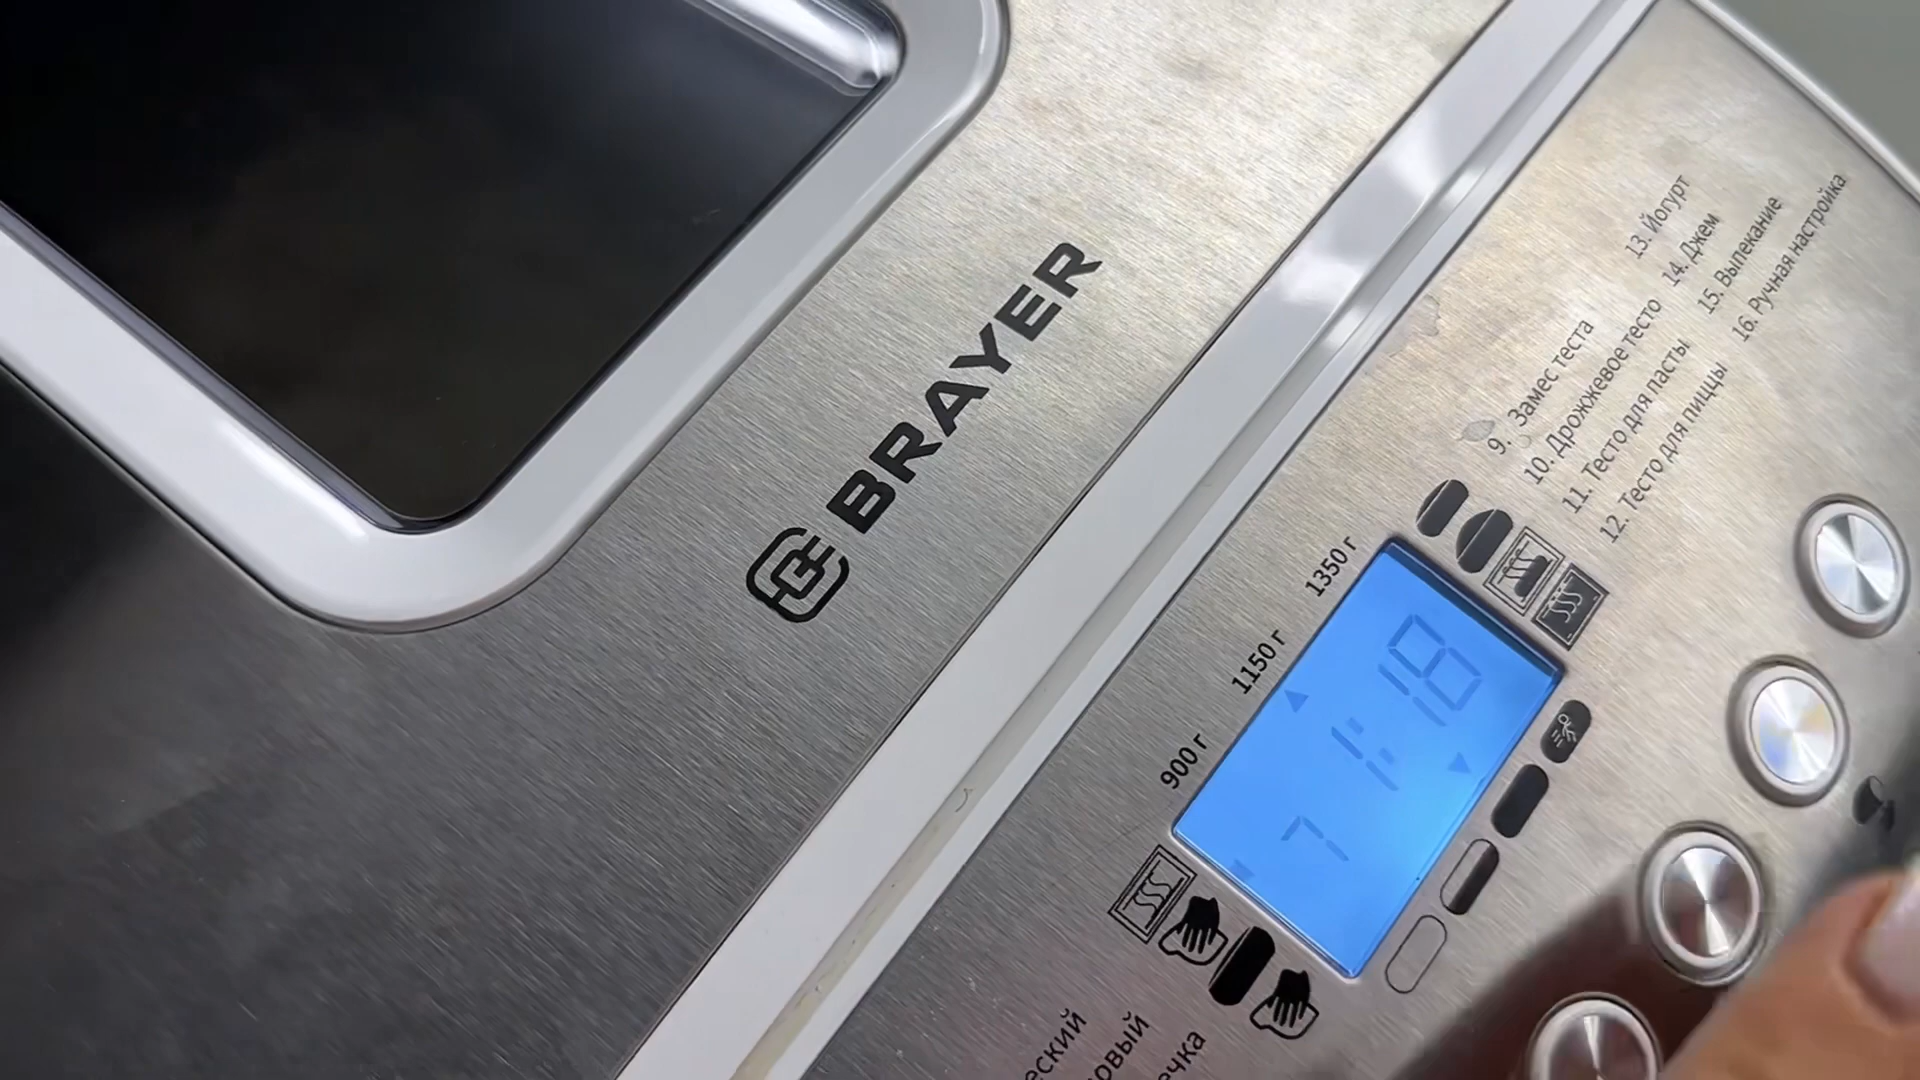 BRAYER
900 г
1150 г
1350 г
7 1:18
9. Замес теста
10. Дрожжевое тесто
11. Тесто для пасты
12. Тесто для пиццы
13. Йогурт
14. Джем
15. Выпекание
16. Ручная настройка